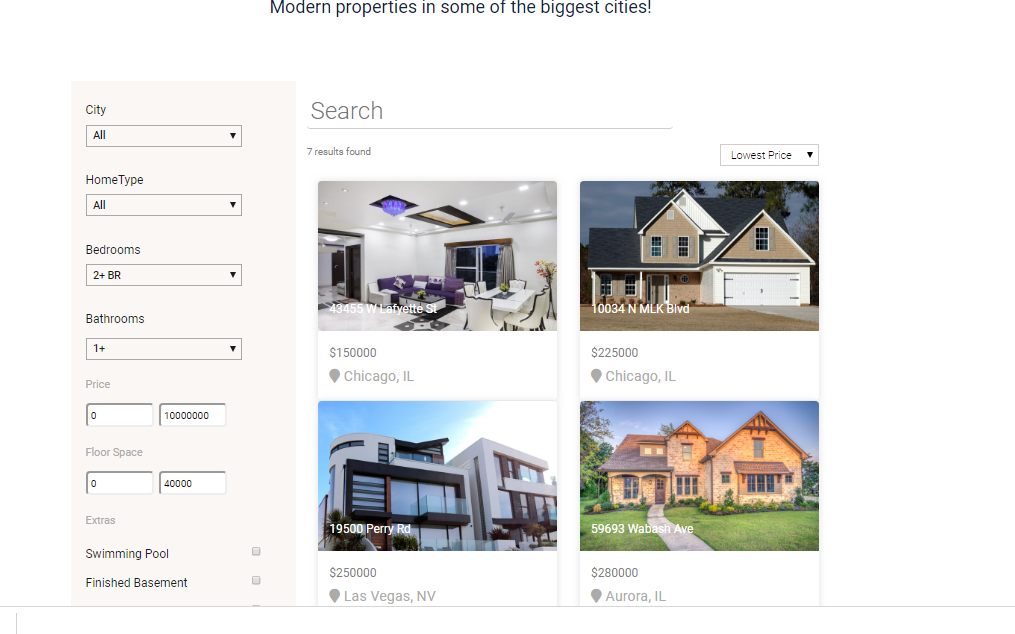 Modern properties in some of the biggest cities!
City
All
HomeType
All
Bedrooms
2+ BR
Bathrooms
1+
Price
0 10000000
Floor Space
0 40000
Extras
Swimming Pool
Finished Basement
Search
7 results found
Lowest Price
43455 W Lafyette St
$150000
Chicago, IL
10034 N MLK Blvd
$225000
Chicago, IL
19500 Perry Rd
$250000
Las Vegas, NV
59693 Wabash Ave
$280000
Aurora, IL